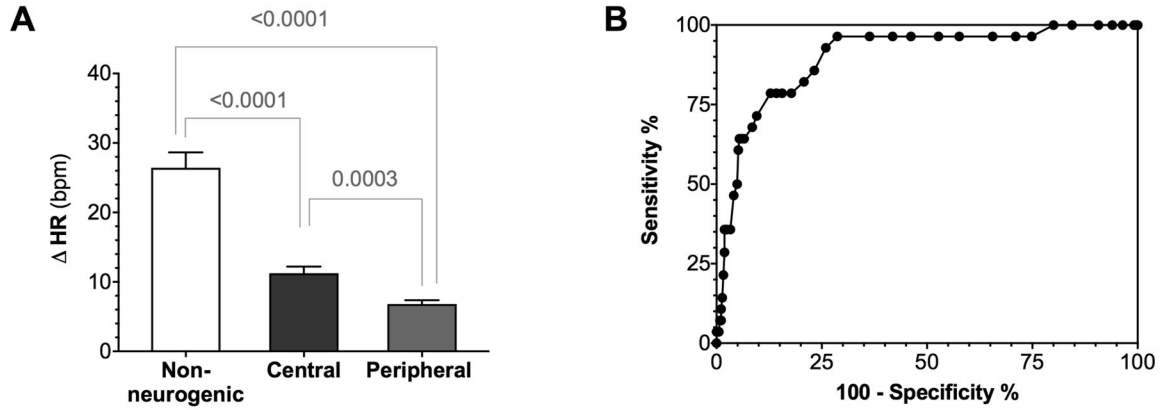 A
<0.0001
<0.0001
0.0003
Δ HR (bpm)
40
30
20
10
0
Non-
neurogenic
Central
Peripheral
B
Sensitivity %
100
75
50
25
0
0
25
50
75
100
100 - Specificity %